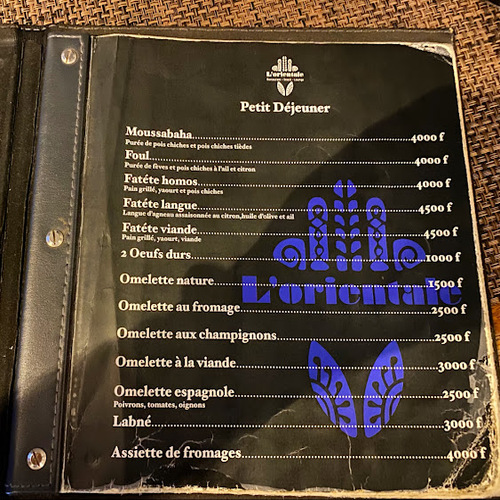 L'orientale
Restaurant - Snack - Lounge
Petit Déjeuner
Moussabaha...4000 f
Purée de pois chiches et pois chiches tièdes
Foul...4000 f
Purée de fèves et pois chiches à l'ail et citron
Fatéte homos...4000 f
Pain grillé, yaourt et pois chiches
Fatéte langue...4500 f
Langue d'agneau assaisonnée au citron,huile d'olive et ail
Fatéte viande...4500 f
Pain grillé, yaourt, viande
2 Oeufs durs...1000 f
Omelette nature...1500 f
L'orientale
Omelette au fromage...2500 f
Omelette aux champignons...2500 f
Omelette à la viande...3000 f
Omelette espagnole...2500 f
Poivrons, tomates, oignons
Labné...3000 f
Assiette de fromages...4000 f